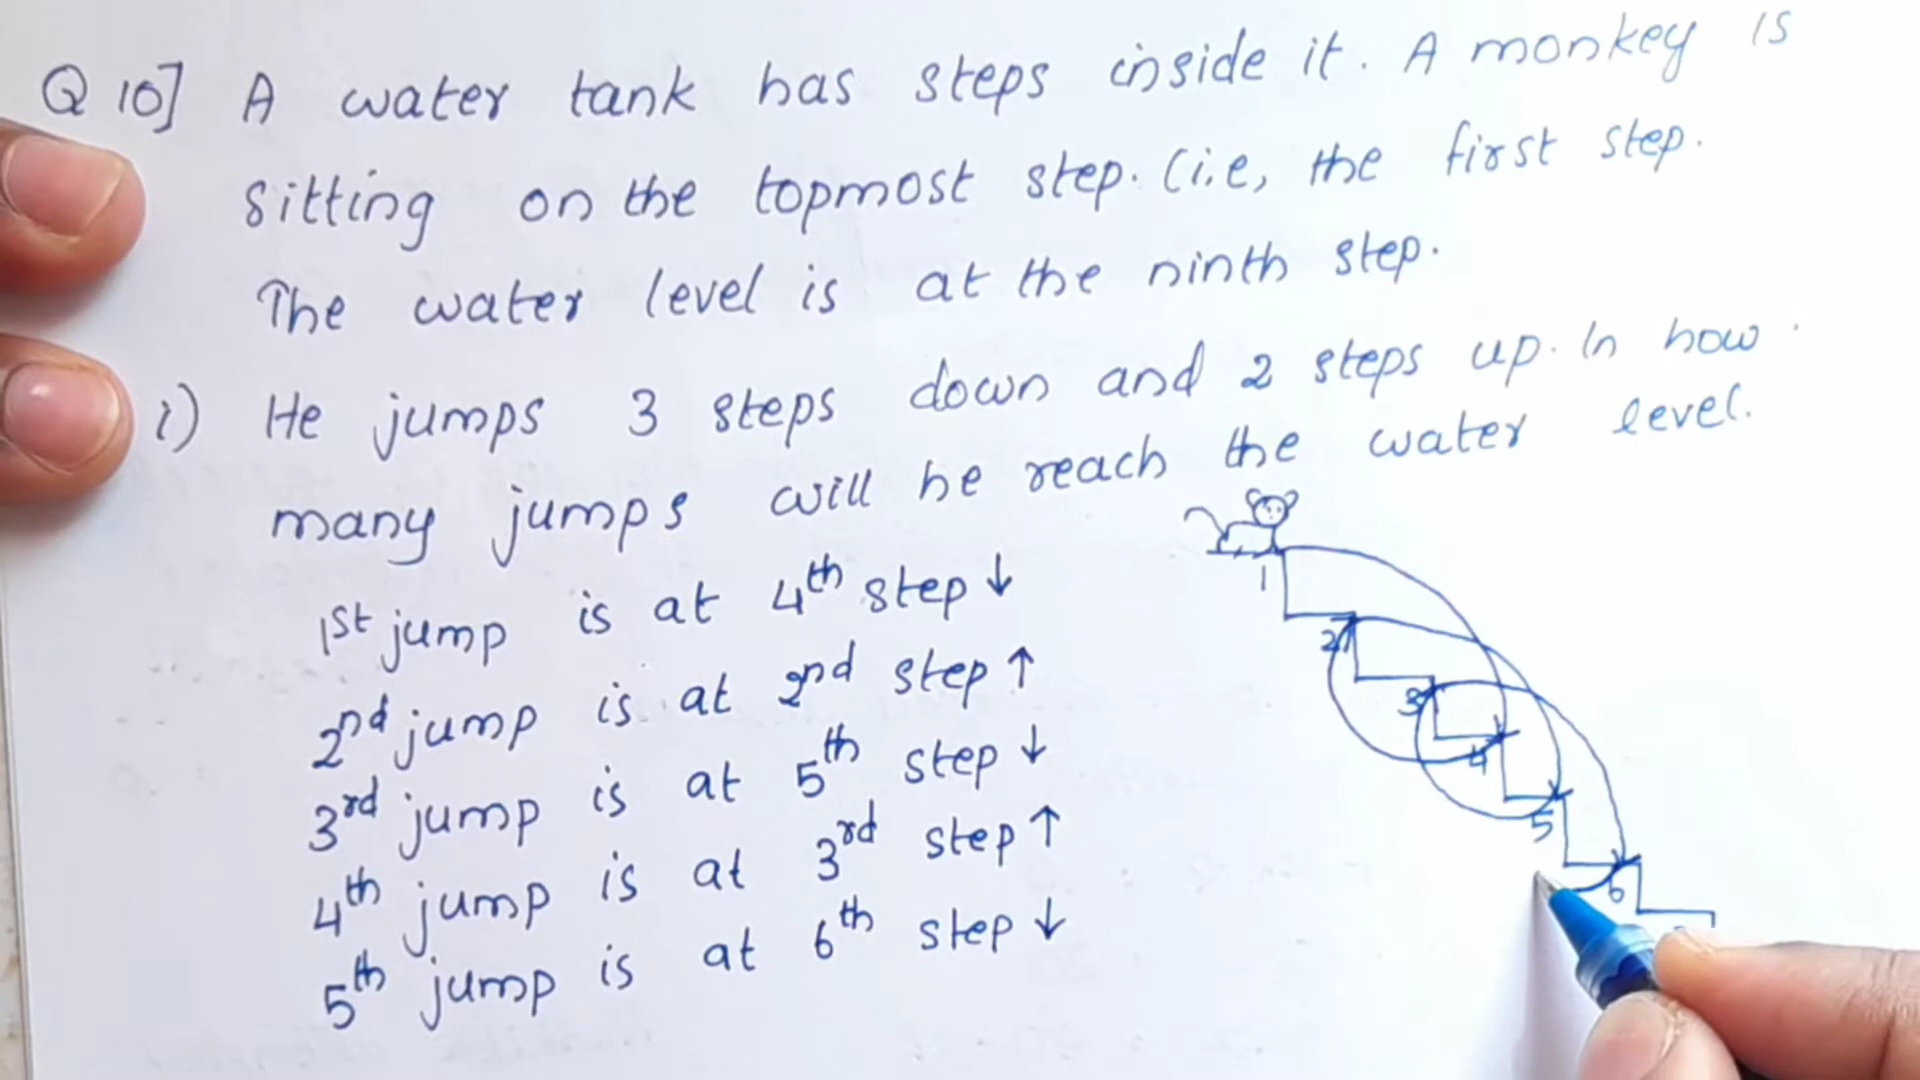 Q 10] A water tank has steps inside it. A monkey is
sitting on the topmost step. (i.e, the first step.
The water level is at the ninth step.
i) He jumps 3 steps down and 2 steps up. In how
many jumps will he reach the water level.
1st jump is at 4th step ↓
2nd jump is at 2nd step ↑
3rd jump is at 5th step ↓
4th jump is at 3rd step ↑
5th jump is at 6th step ↓
1
2
3
4
5
6